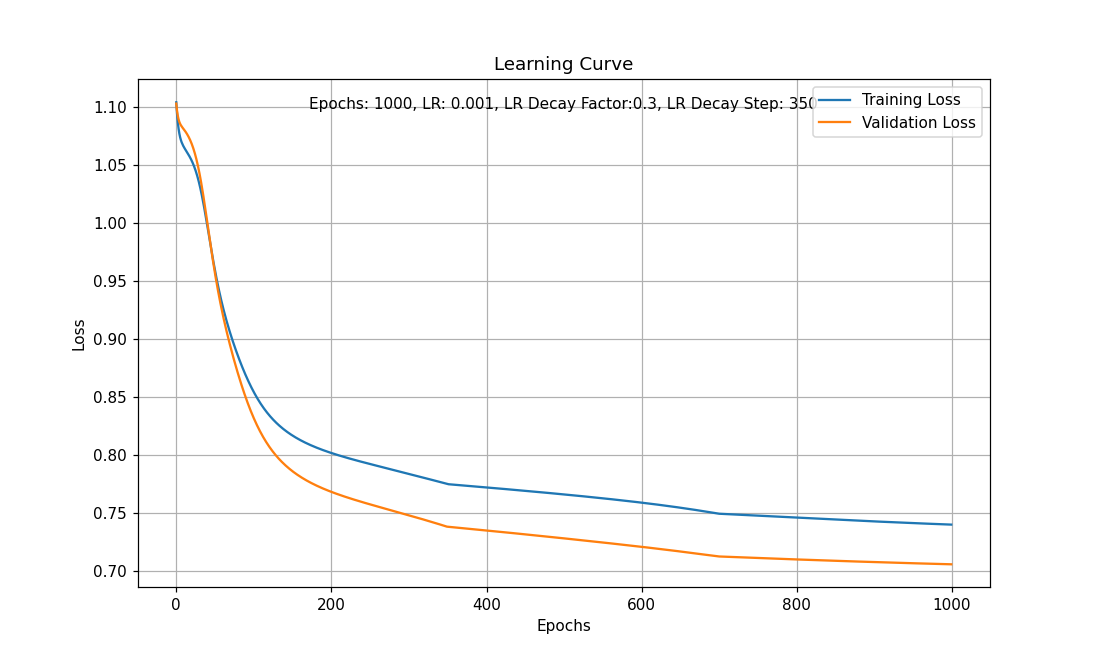 Learning Curve
Epochs: 1000, LR: 0.001, LR Decay Factor:0.3, LR Decay Step: 350
Training Loss
Validation Loss
1.10
1.05
1.00
0.95
0.90
0.85
0.80
0.75
0.70
Loss
0 200 400 600 800 1000
Epochs